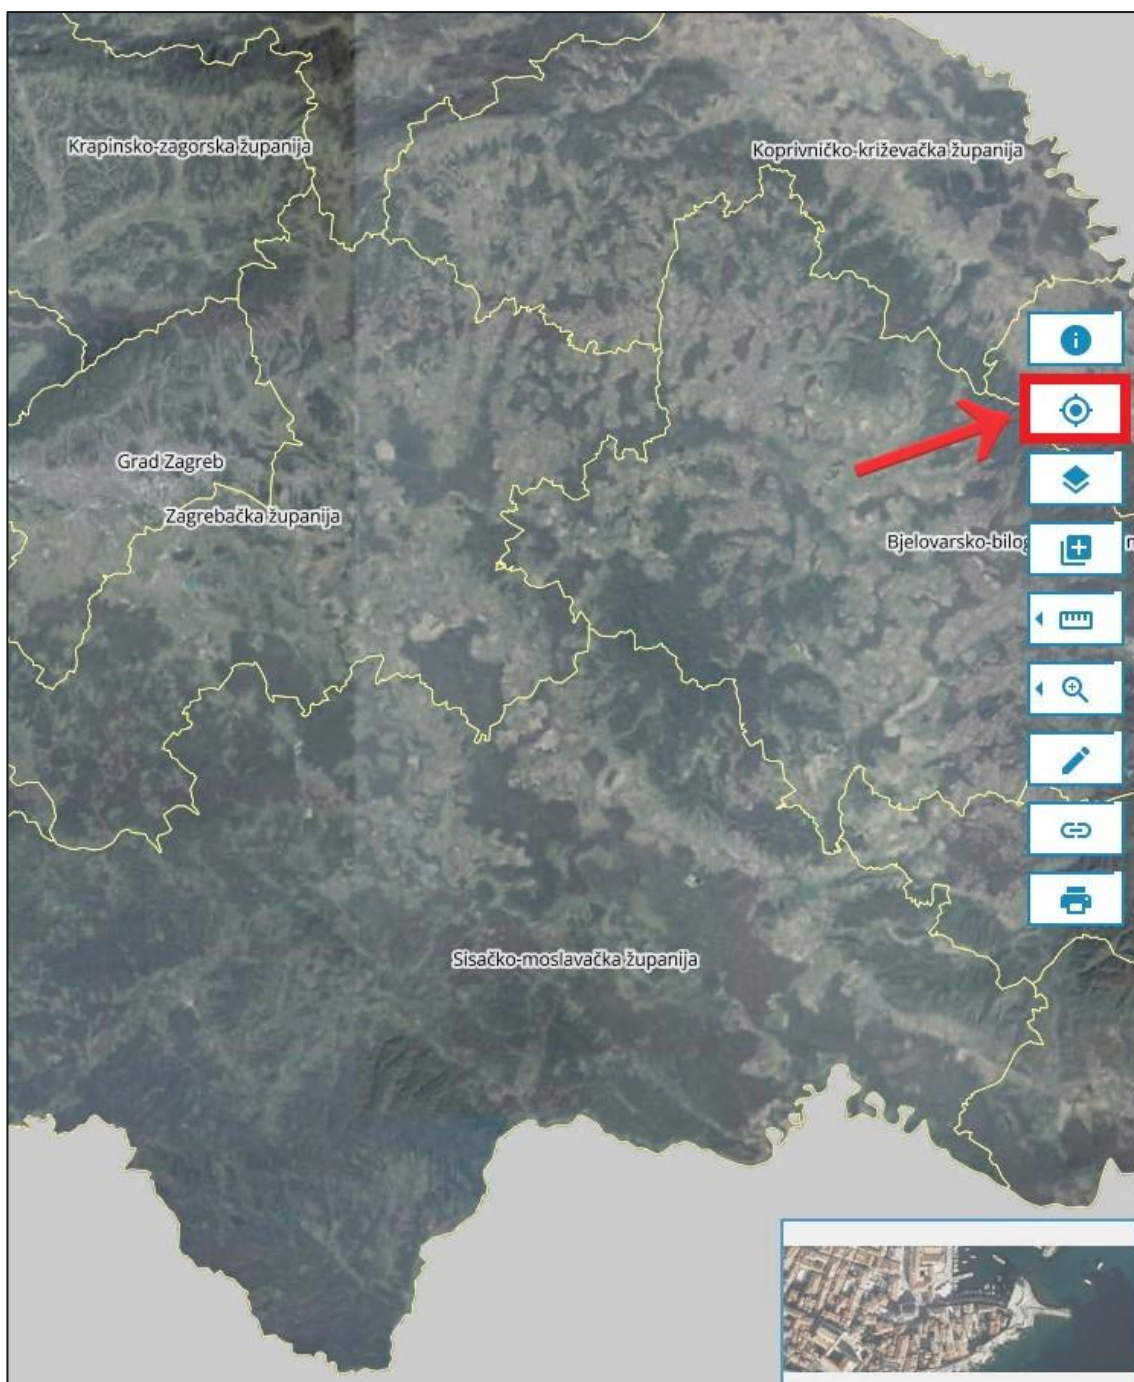 Krapinsko-zagorska županija
Koprivničko-križevačka županija
Grad Zagreb
Zagrebačka županija
Bjelovarsko-bilog
Sisačko-moslavačka županija